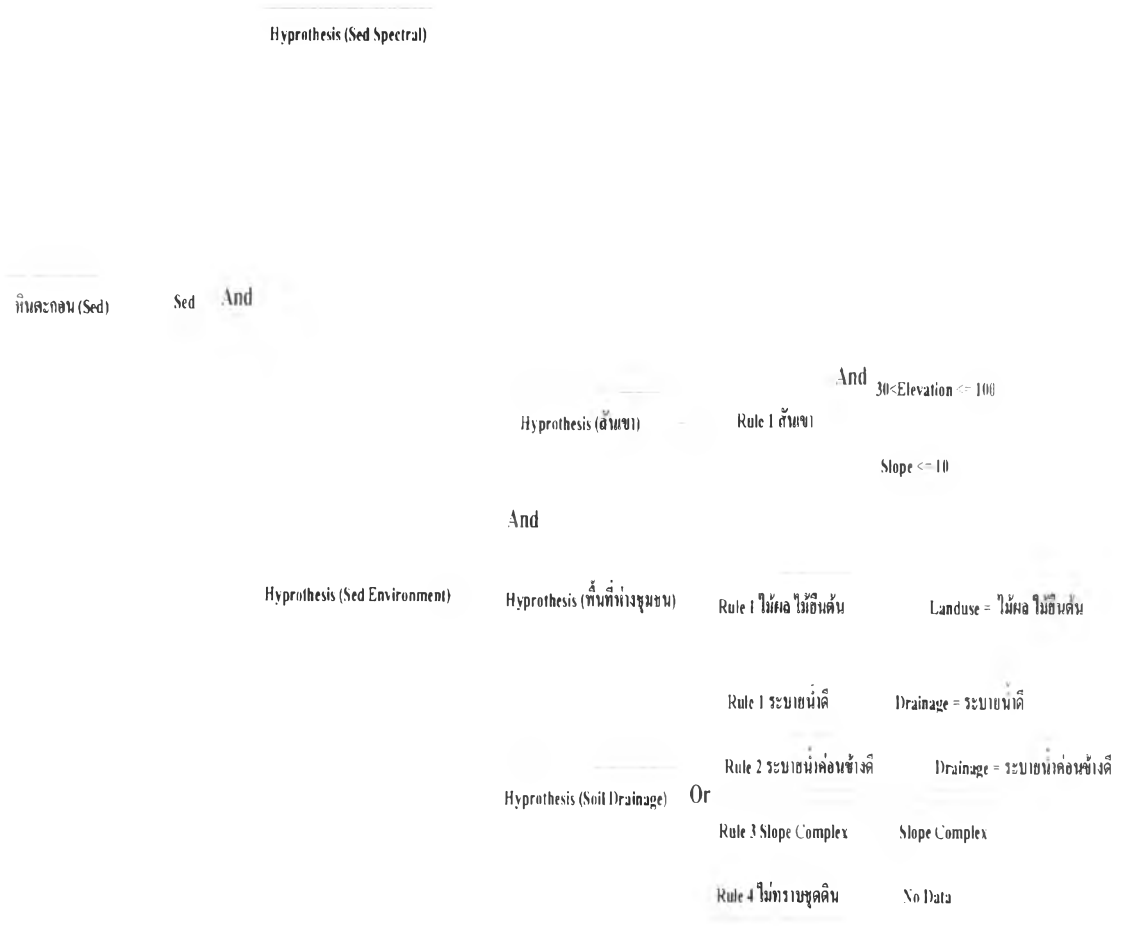 Hyprothesis (Sed Spectral)
หินตะกอน (Sed) Sed And
And 30<Elevation <= 100
Hyprothesis (สันเขา) Rule 1 สันเขา
Slope <= 10
And
Hyprothesis (Sed Environment) Hyprothesis (พื้นที่ห่างชุมชน) Rule 1 ไม้ผล ไม้ยืนต้น Landuse = ไม้ผล ไม้ยืนต้น
Rule 1 ระบายน้ำดี Drainage = ระบายน้ำดี
Rule 2 ระบายน้ำค่อนข้างดี Drainage = ระบายน้ำค่อนข้างดี
Hyprothesis (Soil Drainage) Or
Rule 3 Slope Complex Slope Complex
Rule 4 ไม่ทราบชุดดิน No Data